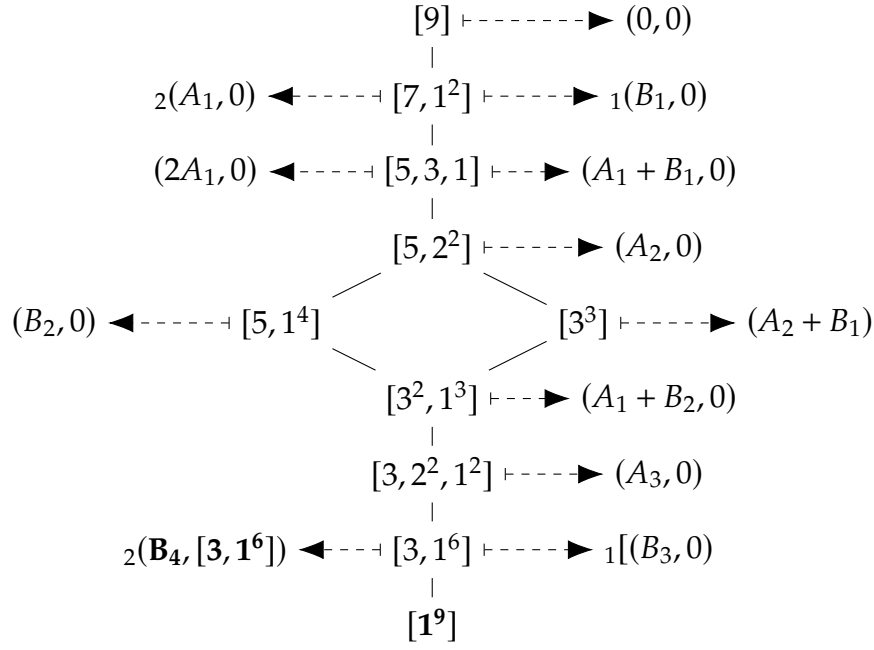 [9] (0, 0)
₂(A₁, 0) [7, 1²] ₁(B₁, 0)
(2A₁, 0) [5, 3, 1] (A₁ + B₁, 0)
[5, 2²] (A₂, 0)
(B₂, 0) [5, 1⁴] [3³] (A₂ + B₁)
[3², 1³] (A₁ + B₂, 0)
[3, 2², 1²] (A₃, 0)
₂(B₄, [3, 1⁶]) [3, 1⁶] ₁[(B₃, 0)
[1⁹]